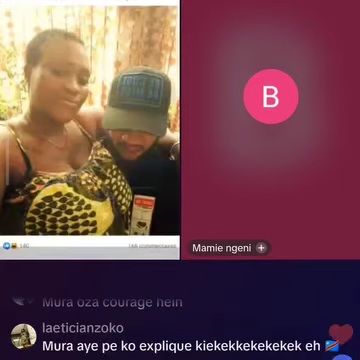 B
Mamie ngeni +
Mura oza courage hein
laeticianzoko
Mura aye pe ko explique kiekekkekekekek eh 🇨🇩